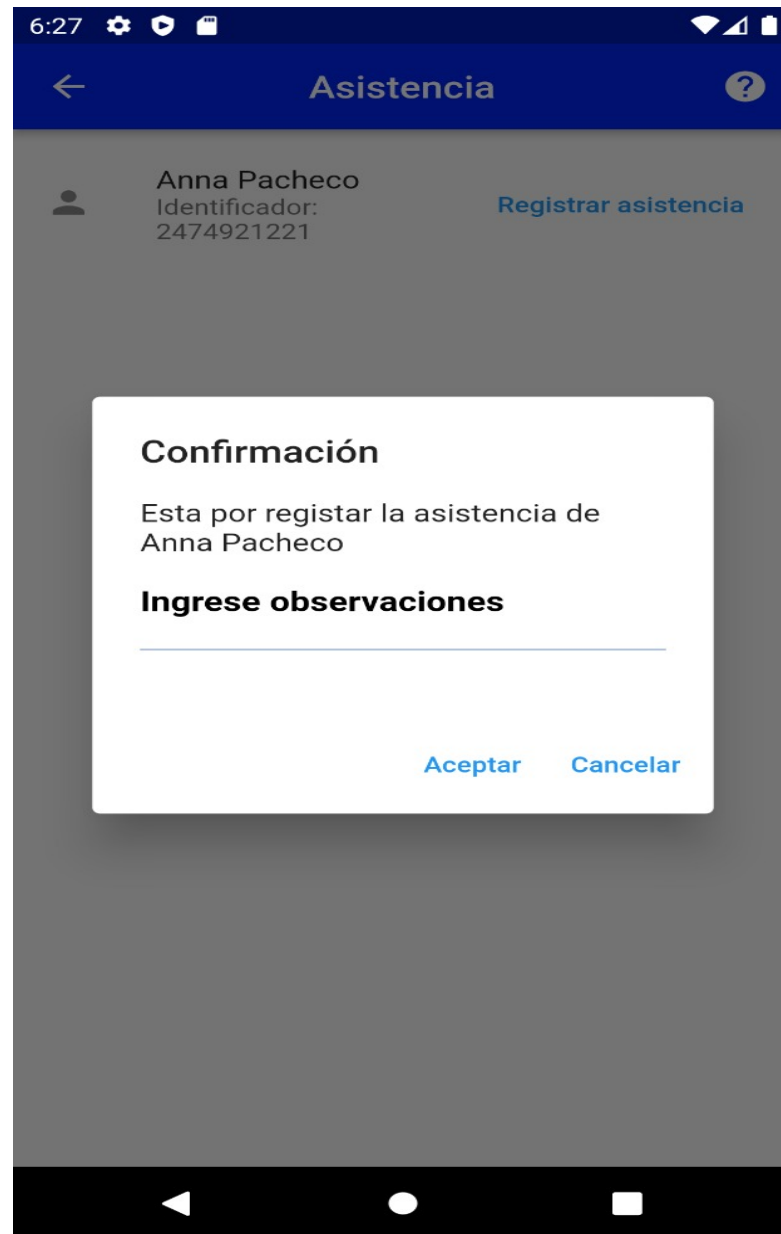 6:27
Asistencia
Anna Pacheco
Identificador:
2474921221
Registrar asistencia
Confirmación
Esta por registar la asistencia de
Anna Pacheco
Ingrese observaciones
Aceptar Cancelar